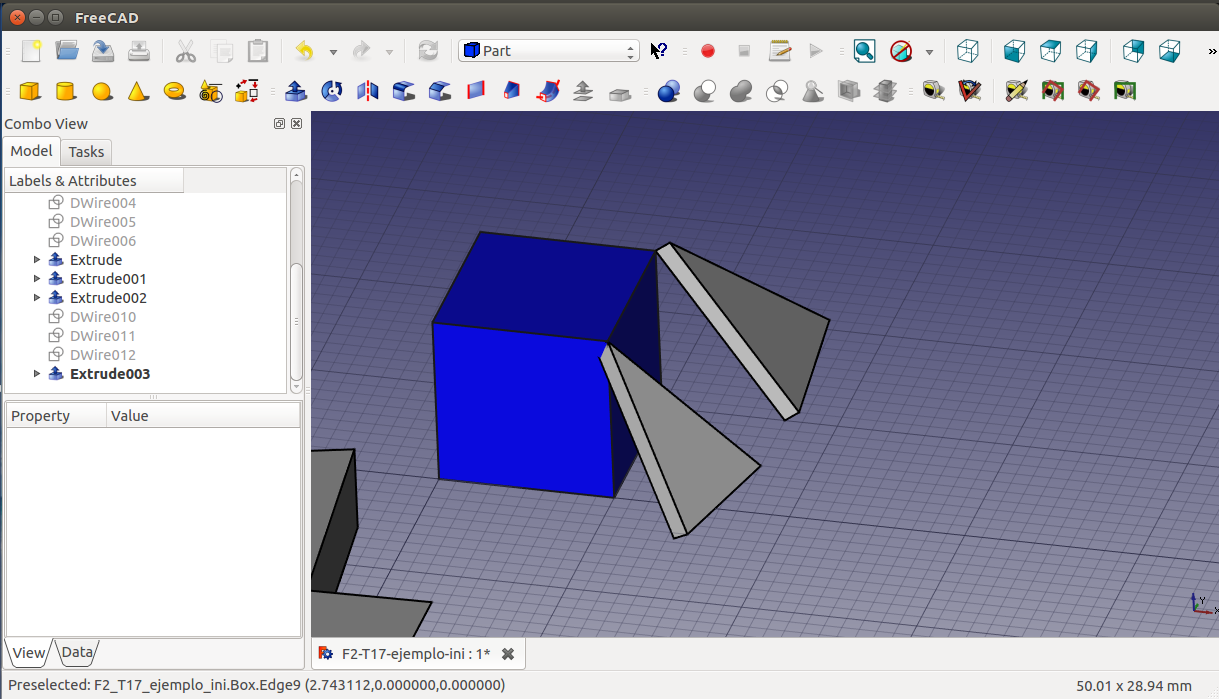 FreeCAD
Part
»
Combo View
Model Tasks
Labels & Attributes
DWire004
DWire005
DWire006
Extrude
Extrude001
Extrude002
DWire010
DWire011
DWire012
Extrude003
Property Value
Y
X
View Data
F2-T17-ejemplo-ini : 1*
Preselected: F2_T17_ejemplo_ini.Box.Edge9 (2.743112,0.000000,0.000000)
50.01 x 28.94 mm